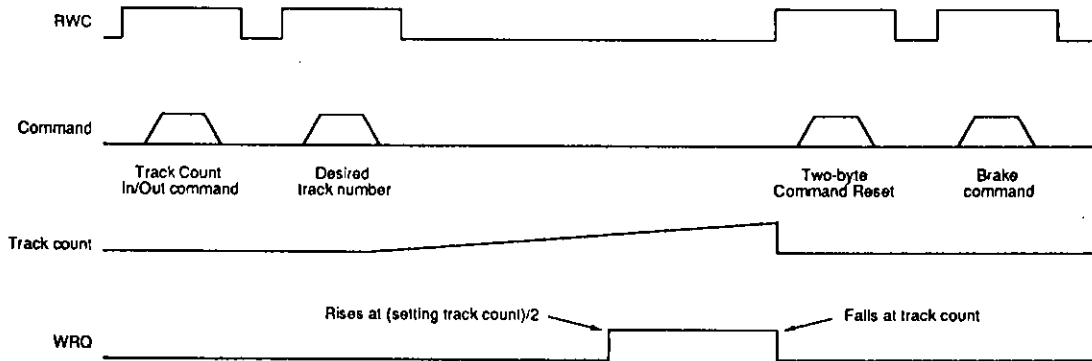 RWC
Command
Track Count
In/Out command
Desired
track number
Two-byte
Command Reset
Brake
command
Track count
Rises at (setting track count)/2
Falls at track count
WRQ